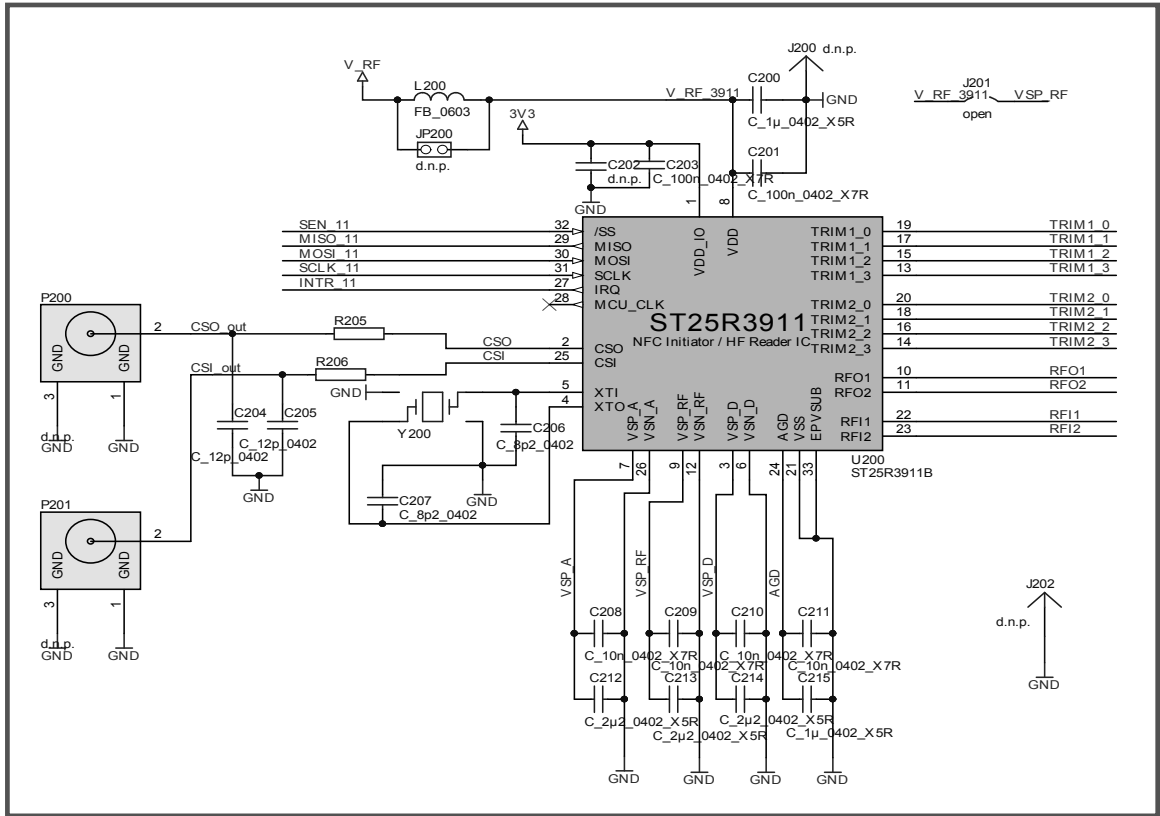 J200 d.n.p.
V_RF
L200
FB_0603
JP200
d.n.p.
V_RF_3911
C200
GND
C_1µ_0402_X5R
J201
V_RF_3911 VSP_RF
open
3V3
C202
d.n.p.
C203
C_100n_0402_X7R
C201
C_100n_0402_X7R
GND
1
8
VDD_IO
VDD
SEN_11 32 /SS
MISO_11 29 MISO
MOSI_11 30 MOSI
SCLK_11 31 SCLK
INTR_11 27 IRQ
28 MCU_CLK
TRIM1_0 19 TRIM1_0
TRIM1_1 17 TRIM1_1
TRIM1_2 15 TRIM1_2
TRIM1_3 13 TRIM1_3
TRIM2_0 20 TRIM2_0
TRIM2_1 18 TRIM2_1
TRIM2_2 16 TRIM2_2
TRIM2_3 14 TRIM2_3
ST25R3911
NFC Initiator / HF Reader IC
P200
GND
GND
2
CSO_out
R205
CSO 2 CSO
CSI 25 CSI
CSI_out
R206
3
1
d.n.p.
GND
GND
C204
C_12p_0402
C205
C_12p_0402
GND
GND
Y200
5 XTI
4 XTO
C206
C_8p2_0402
GND
C207
C_8p2_0402
RFO1 10 RFO1
RFO2 11 RFO2
RFI1 22 RFI1
RFI2 23 RFI2
VSP_A
VSN_A
VSP_RF
VSN_RF
VSP_D
VSN_D
AGD
VSS
EPVSUB
7
26
9
12
3
6
24
21
33
U200
ST25R3911B
P201
GND
GND
2
3
1
d.n.p.
GND
GND
VSP_A
VSP_RF
VSP_D
AGD
C208
C_10n_0402_X7R
C209
C_10n_0402_X7R
C210
C_10n_0402_X7R
C211
C_10n_0402_X7R
C212
C_2µ2_0402_X5R
C213
C_2µ2_0402_X5R
C214
C_2µ2_0402_X5R
C215
C_1µ_0402_X5R
GND
GND
GND
GND
J202
d.n.p.
GND